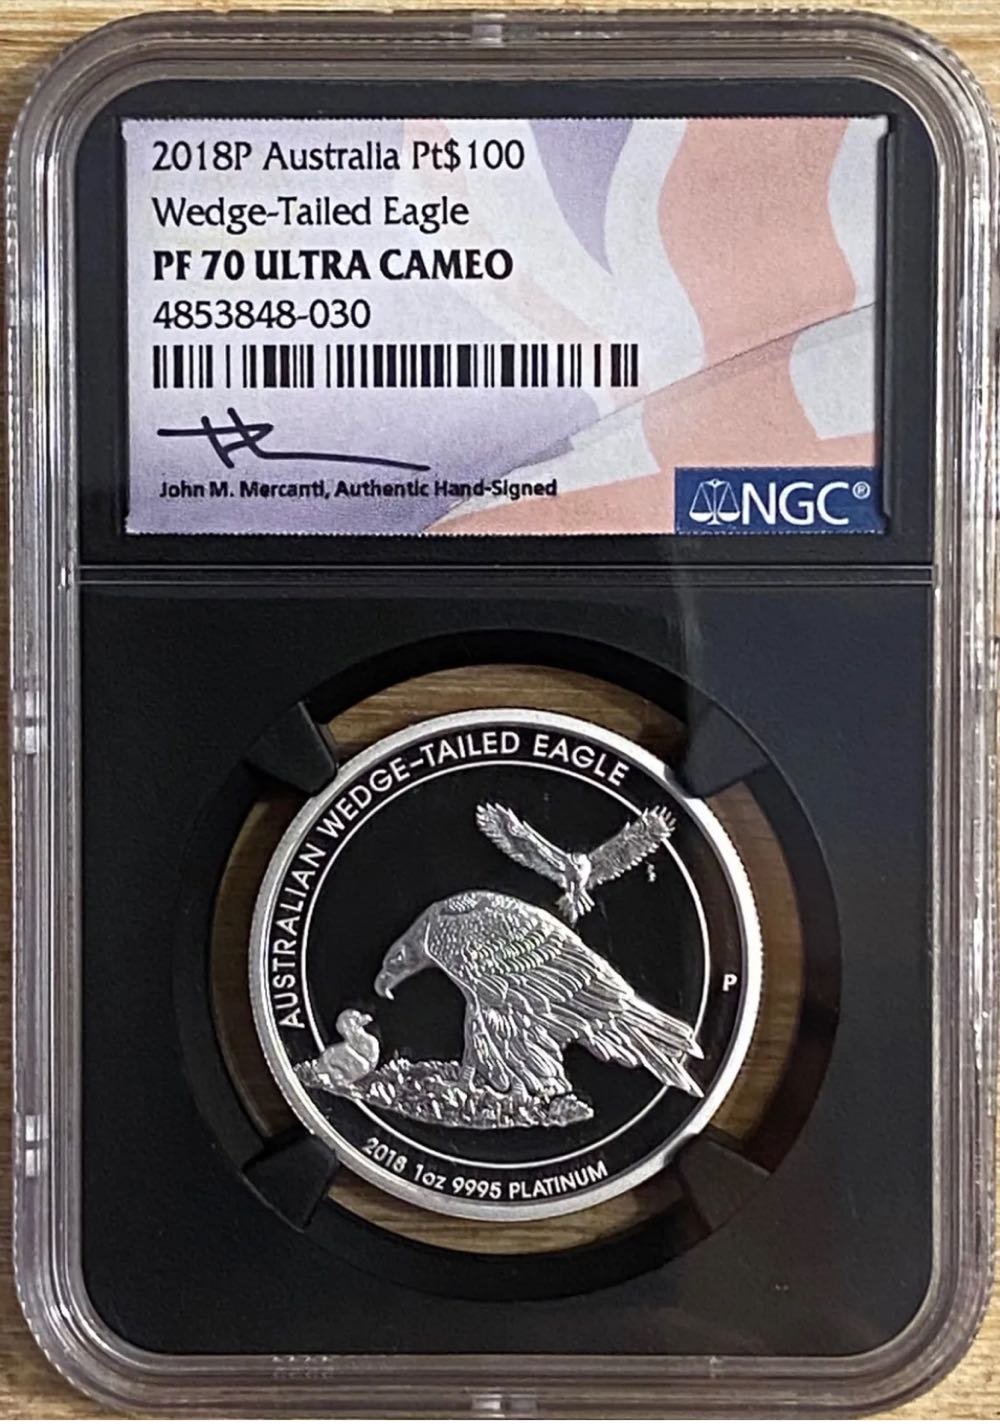 2018P Australia Pt$100
Wedge-Tailed Eagle
PF 70 ULTRA CAMEO
4853848-030
John M. Mercanti, Authentic Hand-Signed
NGC®
AUSTRALIAN WEDGE-TAILED EAGLE
P
2018 1oz 9995 PLATINUM